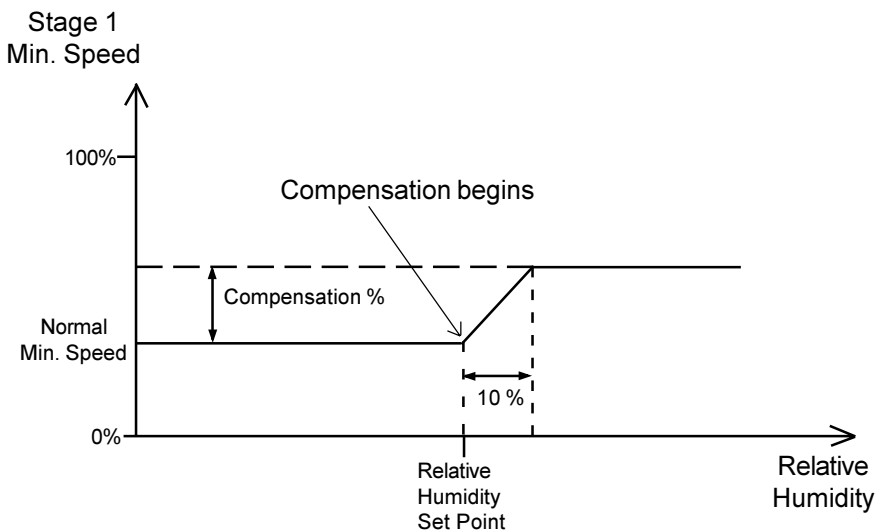 Stage 1
Min. Speed
100%
Compensation begins
Compensation %
Normal
Min. Speed
10 %
0%
Relative
Humidity
Set Point
Relative
Humidity